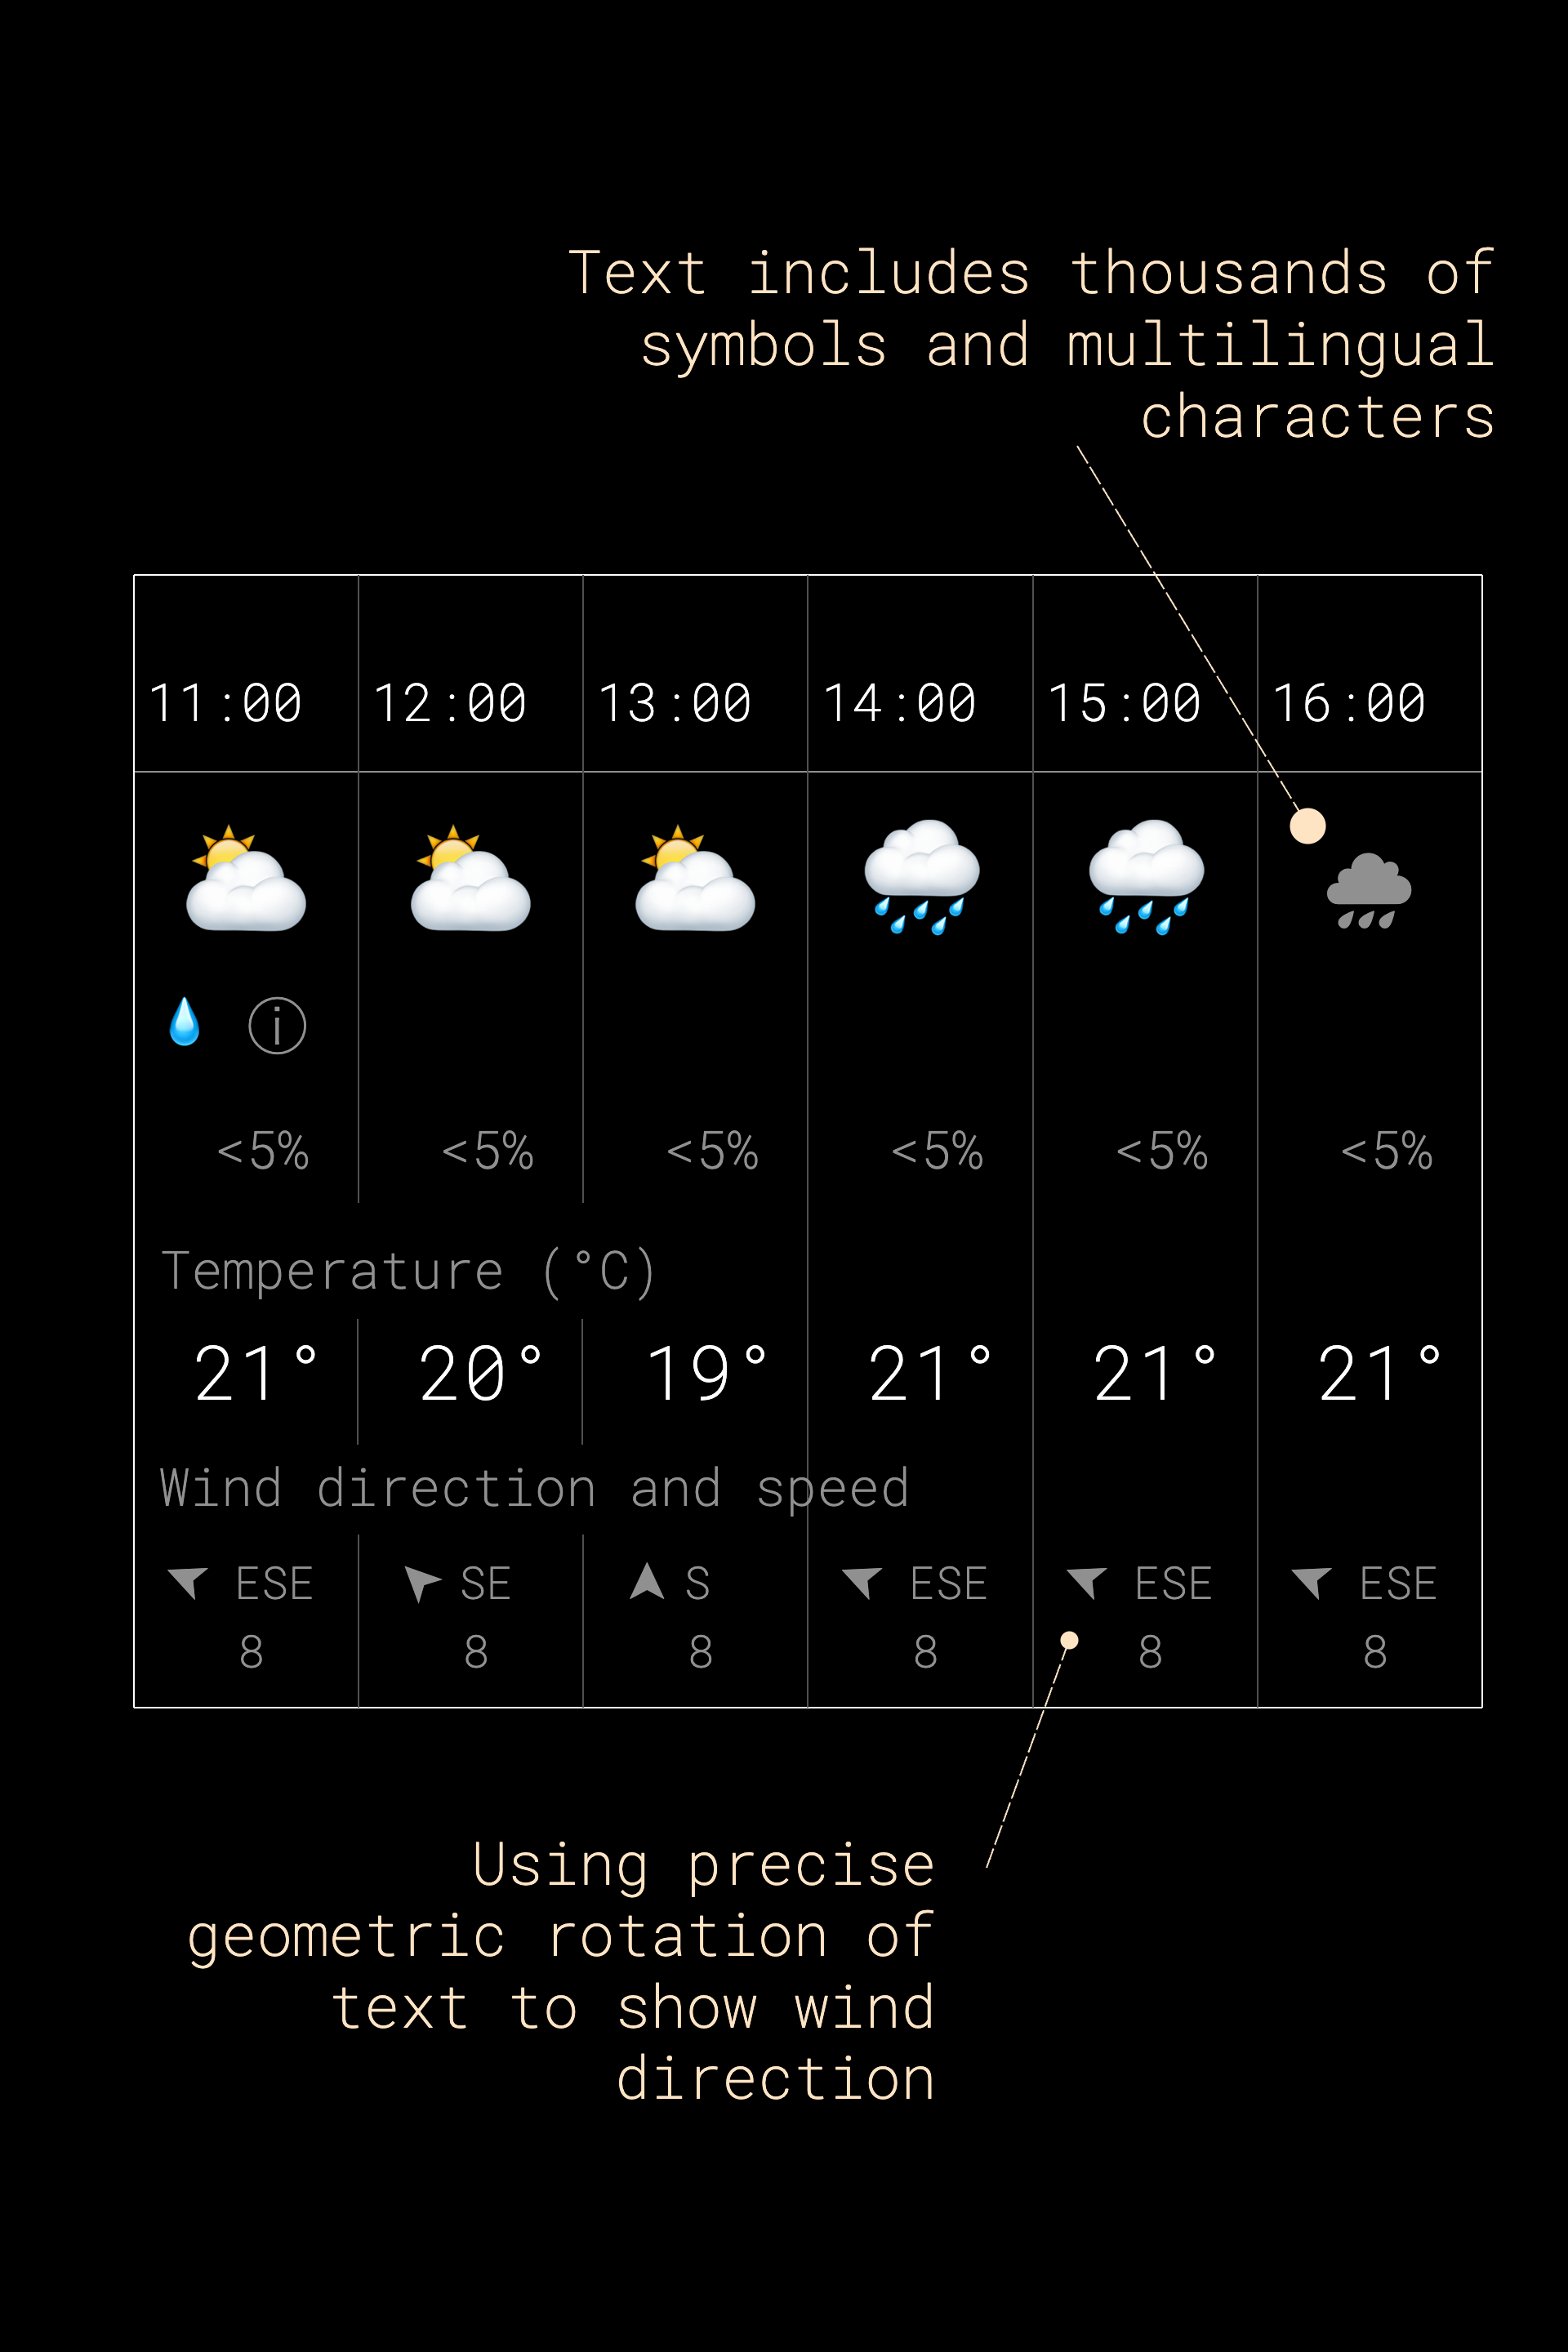 Text includes thousands of
symbols and multilingual
characters
11:00 12:00 13:00 14:00 15:00 16:00
ⓘ
<5% <5% <5% <5% <5% <5%
Temperature (°C)
21° 20° 19° 21° 21° 21°
Wind direction and speed
ESE SE S ESE ESE ESE
8 8 8 8 8 8
Using precise
geometric rotation of
text to show wind
direction